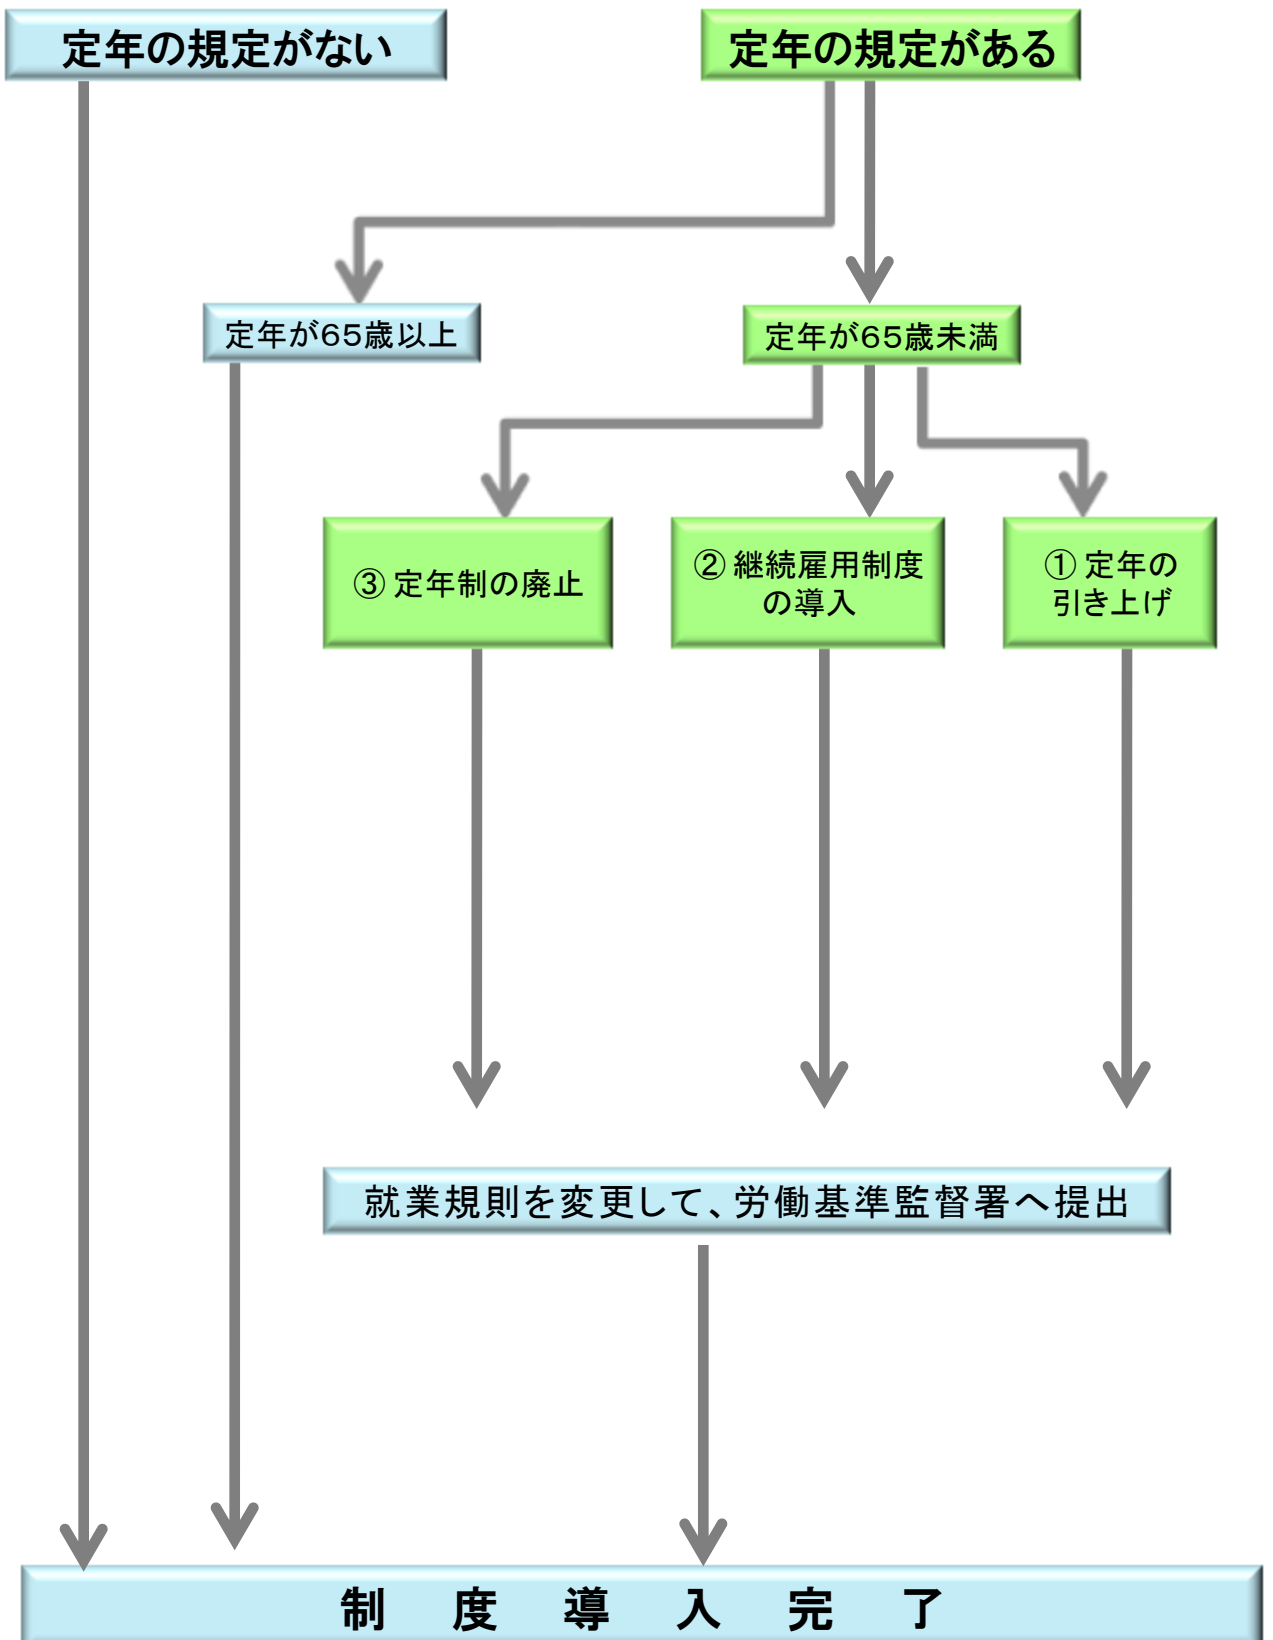 定年の規定がない
定年の規定がある
定年が65歳以上
定年が65歳未満
③ 定年制の廃止
② 継続雇用制度
の導入
① 定年の
引き上げ
就業規則を変更して、労働基準監督署へ提出
制度導入完了